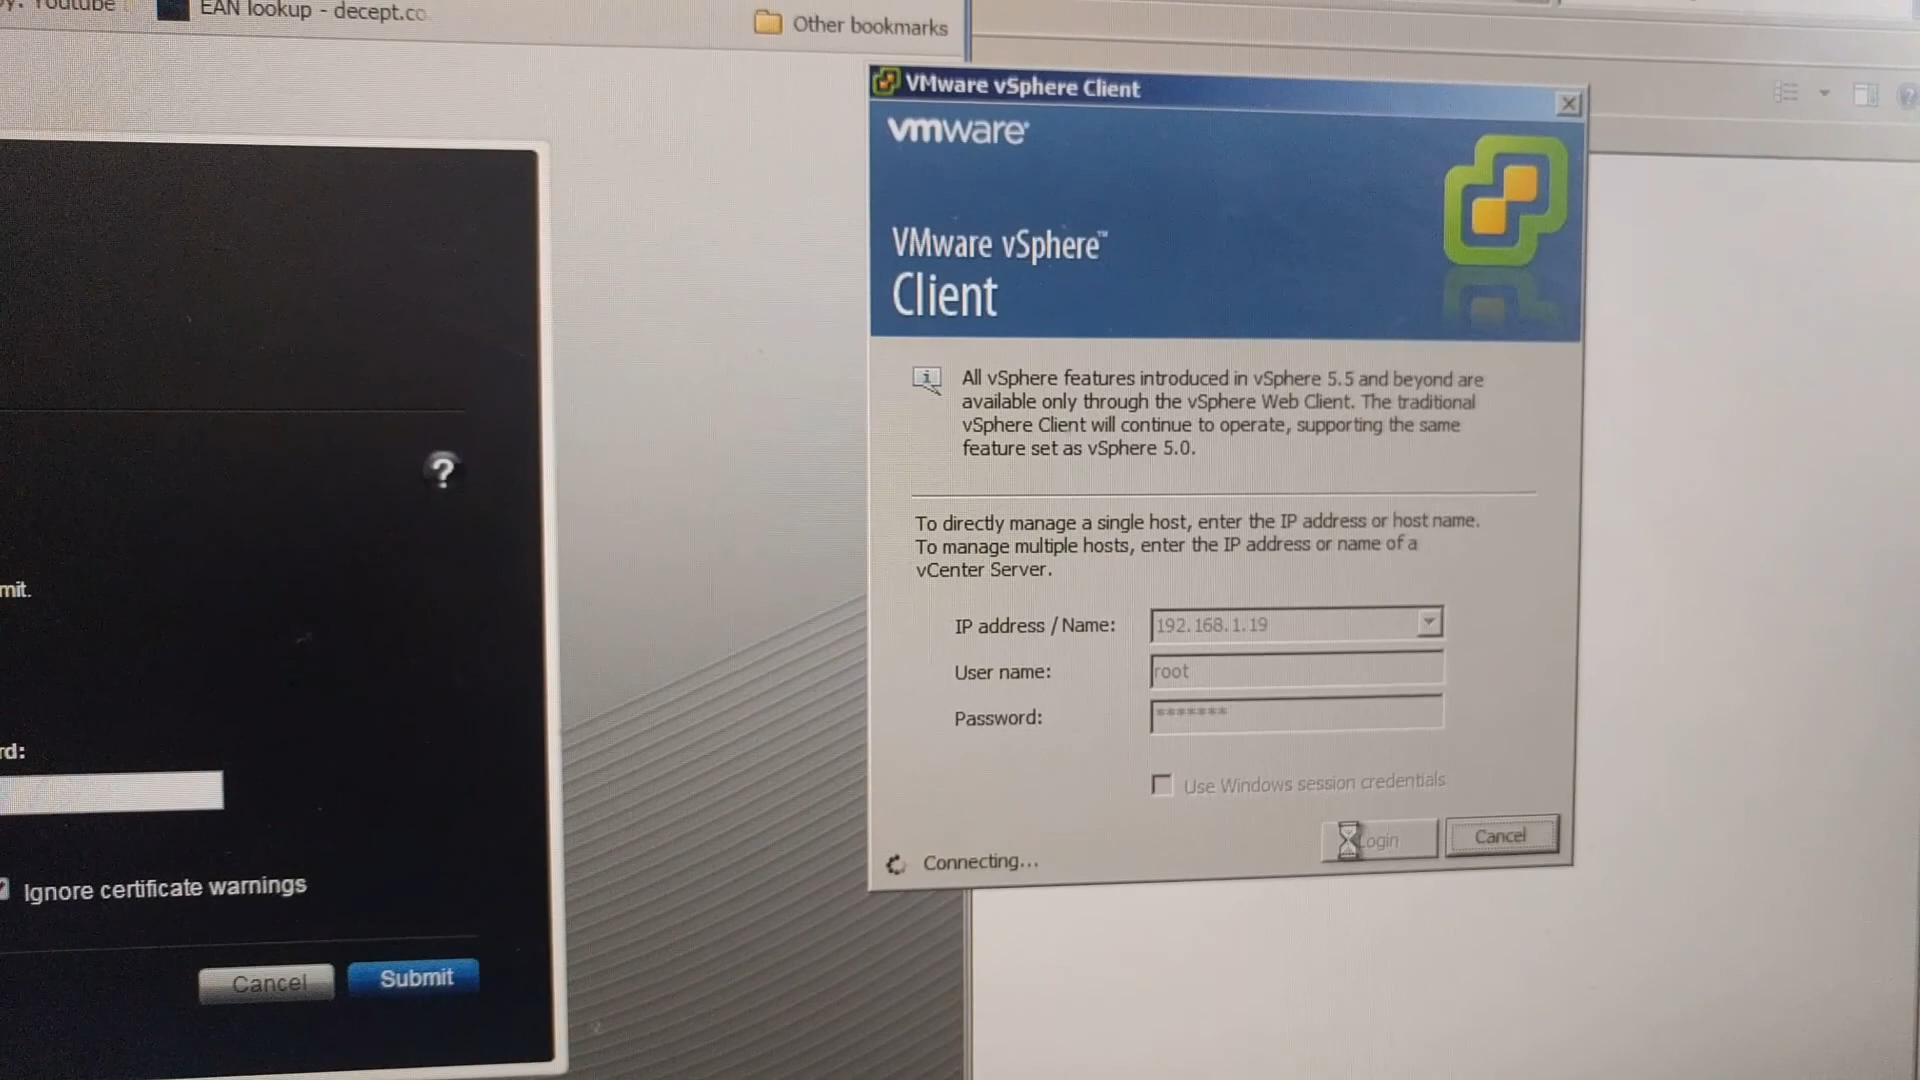 Youtube
EAN lookup - decept.co
Other bookmarks
VMware vSphere Client
vmware
VMware vSphere™
Client
All vSphere features introduced in vSphere 5.5 and beyond are
available only through the vSphere Web Client. The traditional
vSphere Client will continue to operate, supporting the same
feature set as vSphere 5.0.
To directly manage a single host, enter the IP address or host name.
To manage multiple hosts, enter the IP address or name of a
vCenter Server.
IP address / Name: 192.168.1.19
User name: root
Password: *******
Use Windows session credentials
Connecting...
Login
Cancel
?
mit.
rd:
Ignore certificate warnings
Cancel
Submit